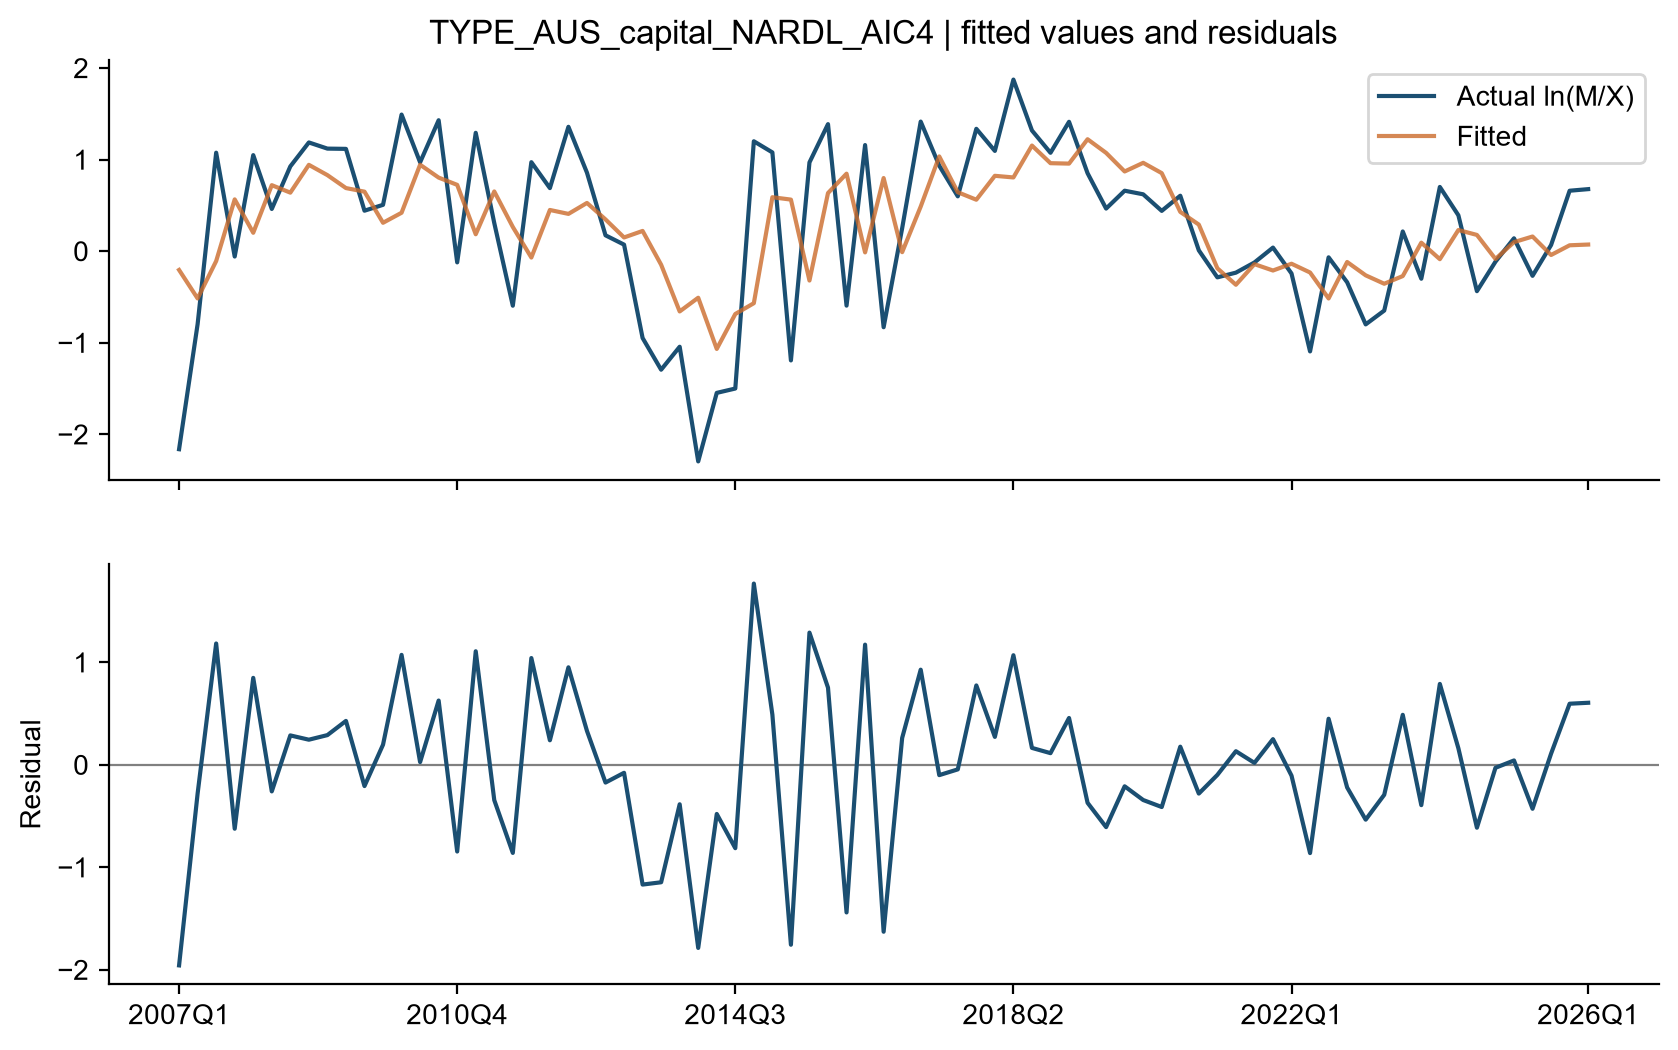 TYPE_AUS_capital_NARDL_AIC4 | fitted values and residuals
Actual ln(M/X)
Fitted
2
1
0
−1
−2
Residual
1
0
−1
−2
2007Q1
2010Q4
2014Q3
2018Q2
2022Q1
2026Q1